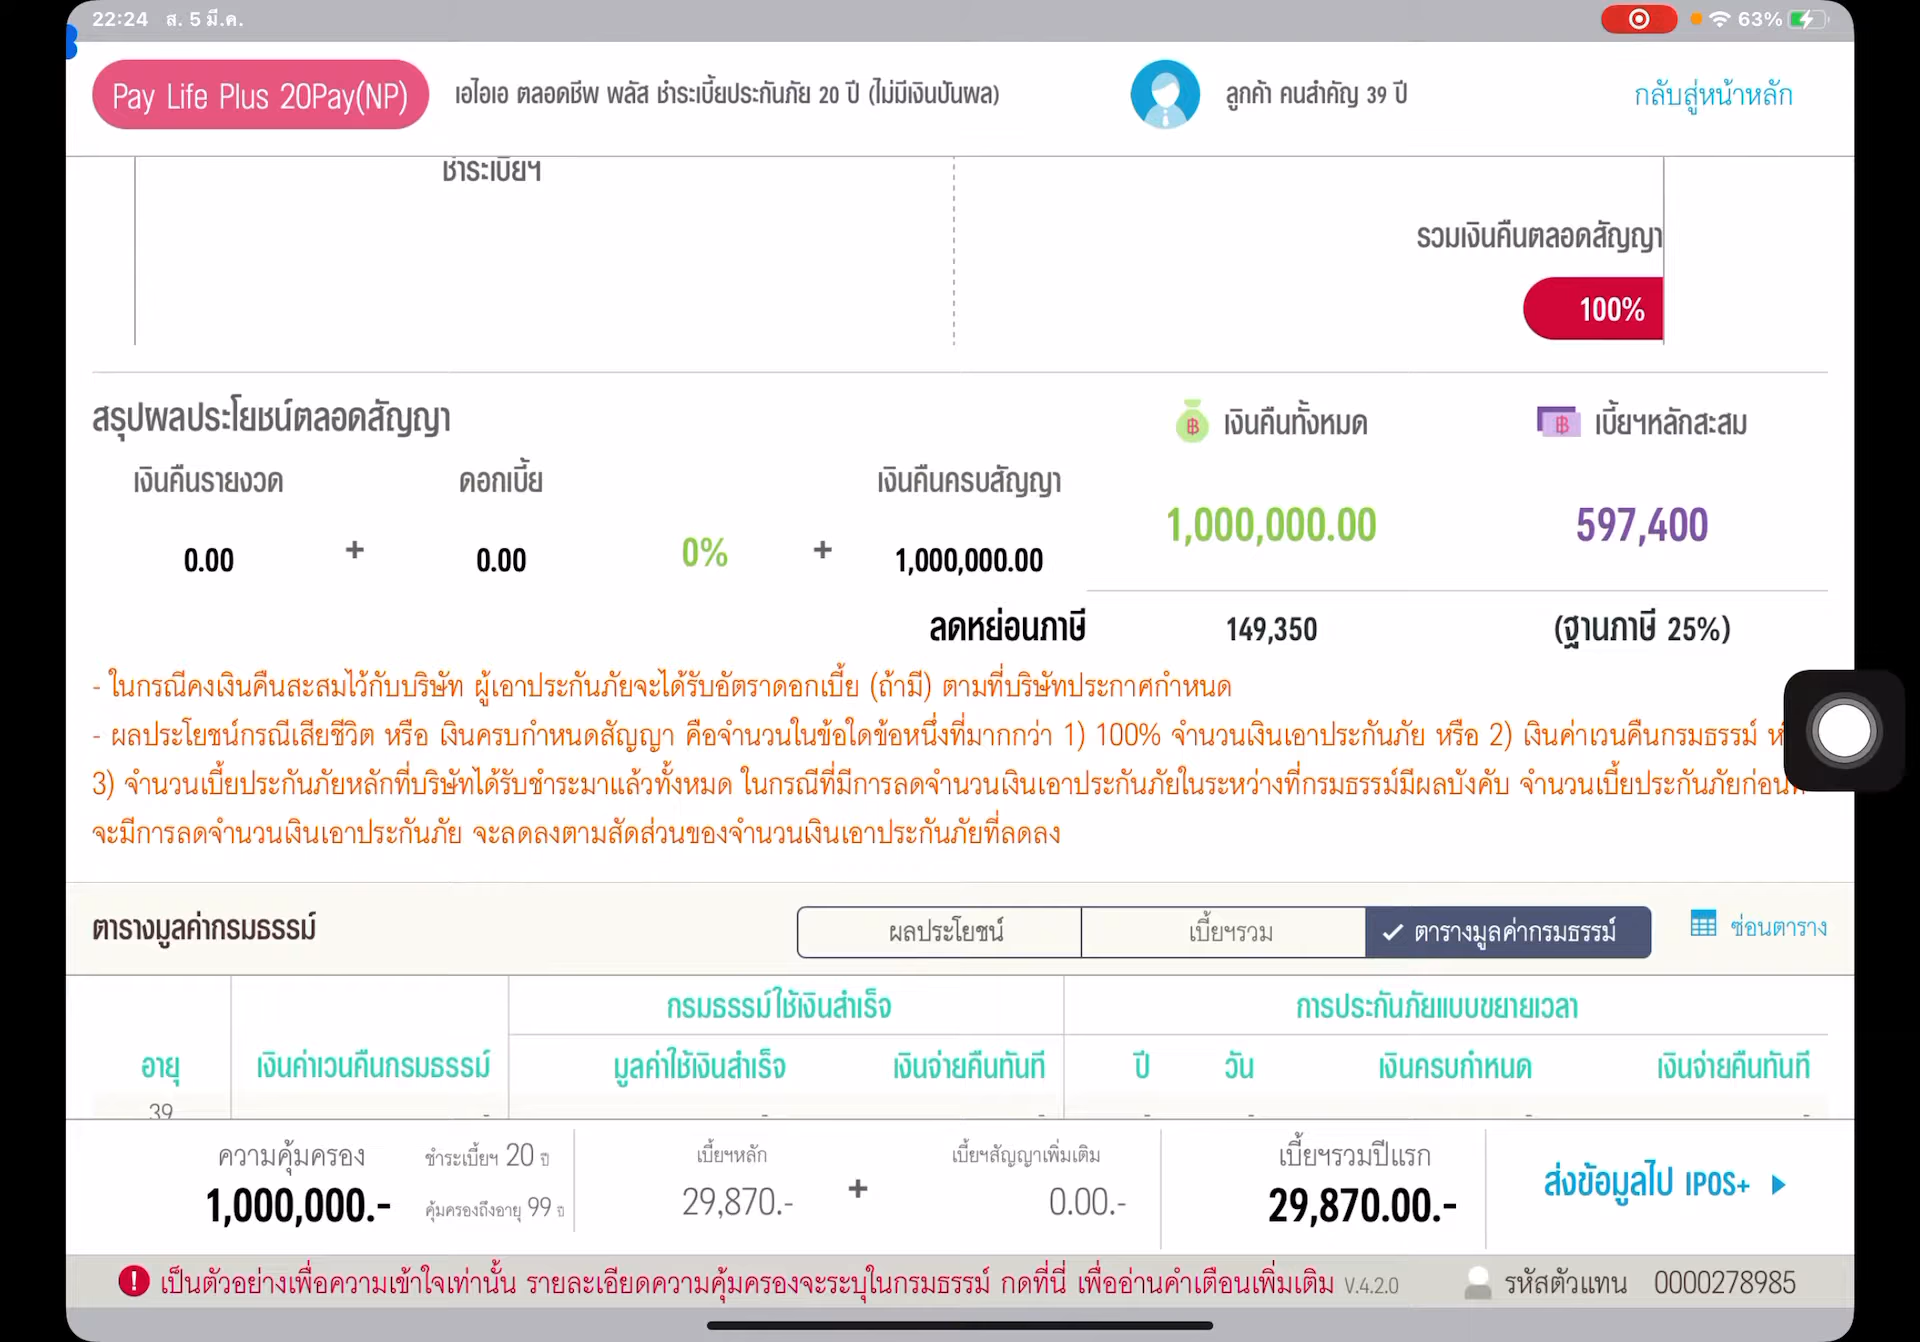 22:24 ส. 5 มี.ค. 63%
Pay Life Plus 20Pay(NP) เอไอเอ ตลอดชีพ พลัส ชำระเบี้ยประกันภัย 20 ปี (ไม่มีเงินปันผล) ลูกค้า คนสำคัญ 39 ปี กลับสู่หน้าหลัก
ชำระเบี้ยฯ
รวมเงินคืนตลอดสัญญา
100%
สรุปผลประโยชน์ตลอดสัญญา เงินคืนทั้งหมด เบี้ยฯหลักสะสม
เงินคืนรายงวด ดอกเบี้ย เงินคืนครบสัญญา
1,000,000.00 597,400
0.00 + 0.00 0% + 1,000,000.00
ลดหย่อนภาษี 149,350 (ฐานภาษี 25%)
- ในกรณีคงเงินคืนสะสมไว้กับบริษัท ผู้เอาประกันภัยจะได้รับอัตราดอกเบี้ย (ถ้ามี) ตามที่บริษัทประกาศกำหนด
- ผลประโยชน์กรณีเสียชีวิต หรือ เงินครบกำหนดสัญญา คือจำนวนในข้อใดข้อหนึ่งที่มากกว่า 1) 100% จำนวนเงินเอาประกันภัย หรือ 2) เงินค่าเวนคืนกรมธรรม์
3) จำนวนเบี้ยประกันภัยหลักที่บริษัทได้รับชำระมาแล้วทั้งหมด ในกรณีที่มีการลดจำนวนเงินเอาประกันภัยในระหว่างที่กรมธรรม์มีผลบังคับ จำนวนเบี้ยประกันภัยก่อน
จะมีการลดจำนวนเงินเอาประกันภัย จะลดลงตามสัดส่วนของจำนวนเงินเอาประกันภัยที่ลดลง
ตารางมูลค่ากรมธรรม์ ผลประโยชน์ เบี้ยฯรวม ตารางมูลค่ากรมธรรม์ ซ่อนตาราง
กรมธรรม์ใช้เงินสำเร็จ การประกันภัยแบบขยายเวลา
อายุ เงินค่าเวนคืนกรมธรรม์ มูลค่าใช้เงินสำเร็จ เงินจ่ายคืนทันที ปี วัน เงินครบกำหนด เงินจ่ายคืนทันที
39 - - - - - - -
ความคุ้มครอง ชำระเบี้ยฯ 20 ปี เบี้ยฯหลัก เบี้ยฯสัญญาเพิ่มเติม เบี้ยฯรวมปีแรก
1,000,000.- คุ้มครองถึงอายุ 99 ปี 29,870.- + 0.00.- 29,870.00.- ส่งข้อมูลไป IPOS+
เป็นตัวอย่างเพื่อความเข้าใจเท่านั้น รายละเอียดความคุ้มครองจะระบุในกรมธรรม์ กดที่นี่ เพื่ออ่านคำเตือนเพิ่มเติม V.4.2.0 รหัสตัวแทน 0000278985